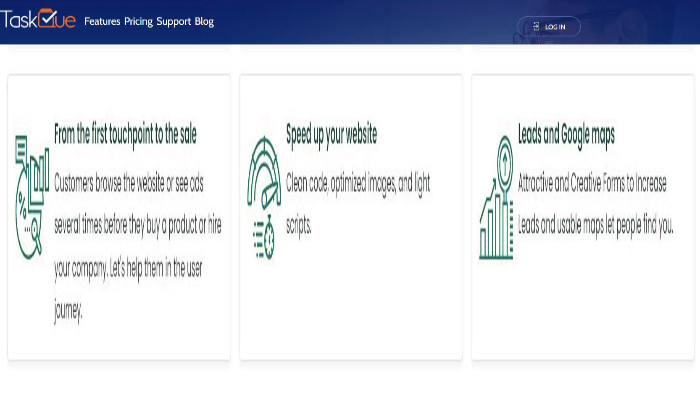 TaskQue Features Pricing Support Blog LOG IN
From the first touchpoint to the sale
Customers browse the website or see ads
several times before they buy a product or hire
your company. Let's help them in the user
journey.
Speed up your website
Clean code, optimized images, and light
scripts.
Leads and Google maps
Attractive and Creative Forms to Increase
Leads and usable maps let people find you.